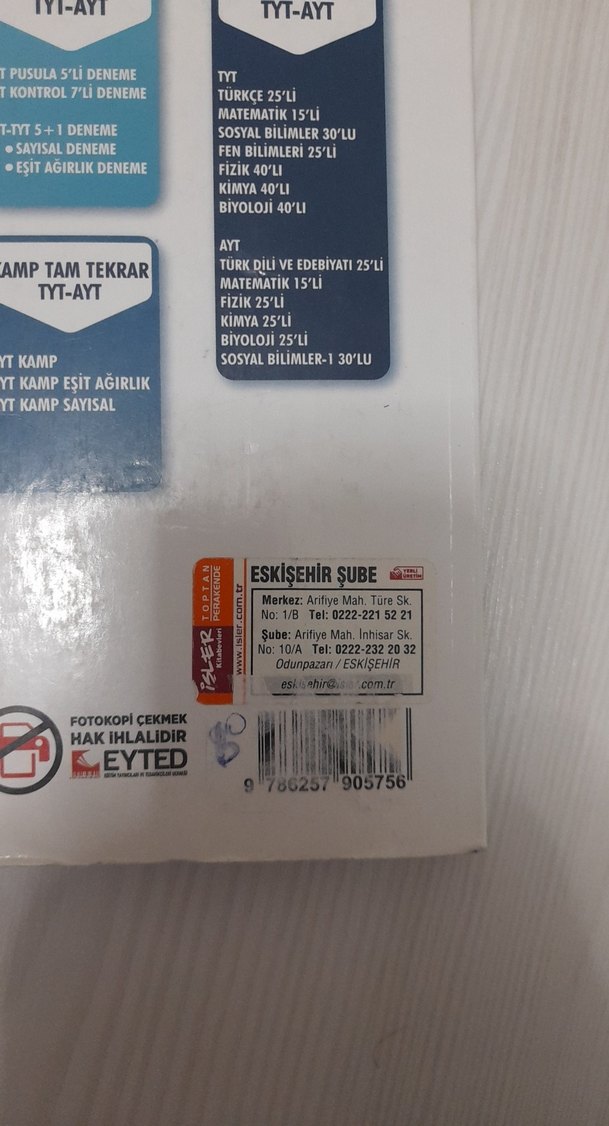 TYT-AYT
T PUSULA 5'Lİ DENEME
T KONTROL 7'Lİ DENEME
T-TYT 5+1 DENEME
• SAYISAL DENEME
• EŞİT AĞIRLIK DENEME
TYT-AYT
TYT
TÜRKÇE 25'Lİ
MATEMATİK 15'Lİ
SOSYAL BİLİMLER 30'LU
FEN BİLİMLERİ 25'Lİ
FİZİK 40'LI
KİMYA 40'LI
BİYOLOJİ 40'LI
AYT
TÜRK DİLİ VE EDEBİYATI 25'Lİ
MATEMATİK 15'Lİ
FİZİK 25'Lİ
KİMYA 25'Lİ
BİYOLOJİ 25'Lİ
SOSYAL BİLİMLER-1 30'LU
KAMP TAM TEKRAR
TYT-AYT
YT KAMP
YT KAMP EŞİT AĞIRLIK
YT KAMP SAYISAL
TOPTAN
PERAKENDE
İŞLER
Kitabevleri
www.isler.com.tr
ESKİŞEHİR ŞUBE
YERLİ
ÜRETİM
Merkez: Arifiye Mah. Türe Sk.
No: 1/B Tel: 0222-221 52 21
Şube: Arifiye Mah. İnhisar Sk.
No: 10/A Tel: 0222-232 20 32
Odunpazarı / ESKİŞEHİR
eskisehir@isler.com.tr
FOTOKOPİ ÇEKMEK
HAK İHLALİDİR
EYTED
80
9 786257 905756